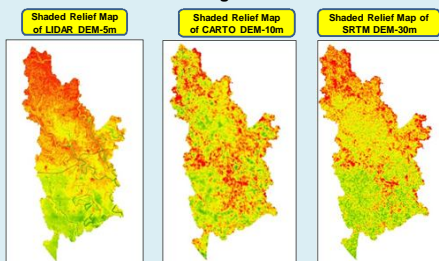 Shaded Relief Map
of LIDAR DEM-5m
Shaded Relief Map
of CARTO DEM-10m
Shaded Relief Map of
SRTM DEM-30m